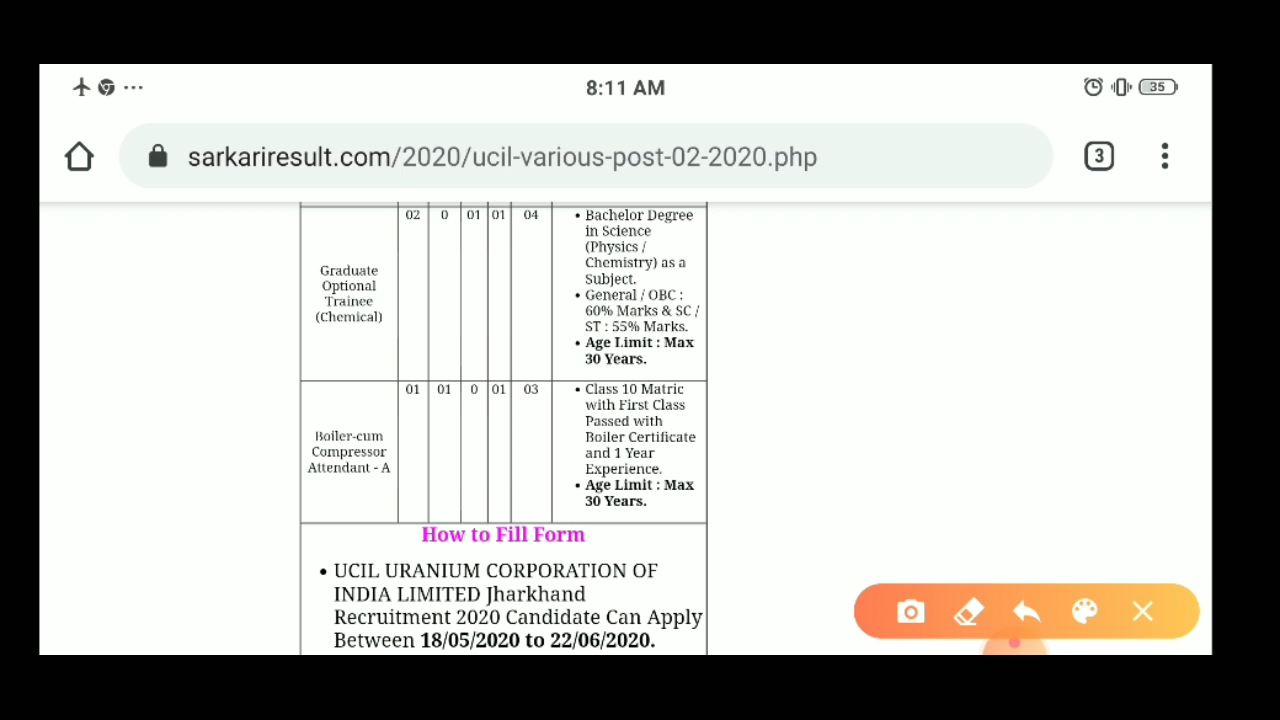 8:11 AM
35
sarkariresult.com/2020/ucil-various-post-02-2020.php
3
02 0 01 01 04
• Bachelor Degree
in Science
(Physics /
Chemistry) as a
Subject.
• General / OBC :
60% Marks & SC /
ST : 55% Marks.
• Age Limit : Max
30 Years.
Graduate
Optional
Trainee
(Chemical)
01 01 0 01 03
• Class 10 Matric
with First Class
Passed with
Boiler Certificate
and 1 Year
Experience.
• Age Limit : Max
30 Years.
Boiler-cum
Compressor
Attendant - A
How to Fill Form
• UCIL URANIUM CORPORATION OF
INDIA LIMITED Jharkhand
Recruitment 2020 Candidate Can Apply
Between 18/05/2020 to 22/06/2020.